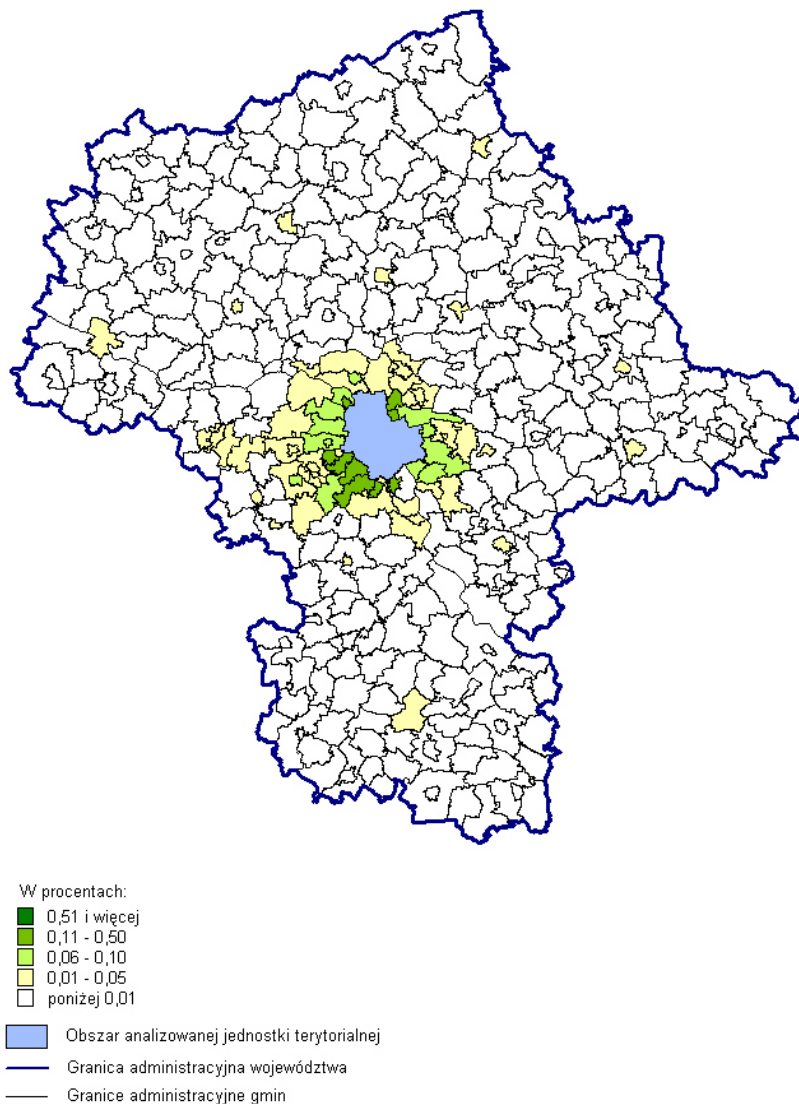 W procentach:
0,51 i więcej
0,11 - 0,50
0,06 - 0,10
0,01 - 0,05
poniżej 0,01
Obszar analizowanej jednostki terytorialnej
Granica administracyjna województwa
Granice administracyjne gmin